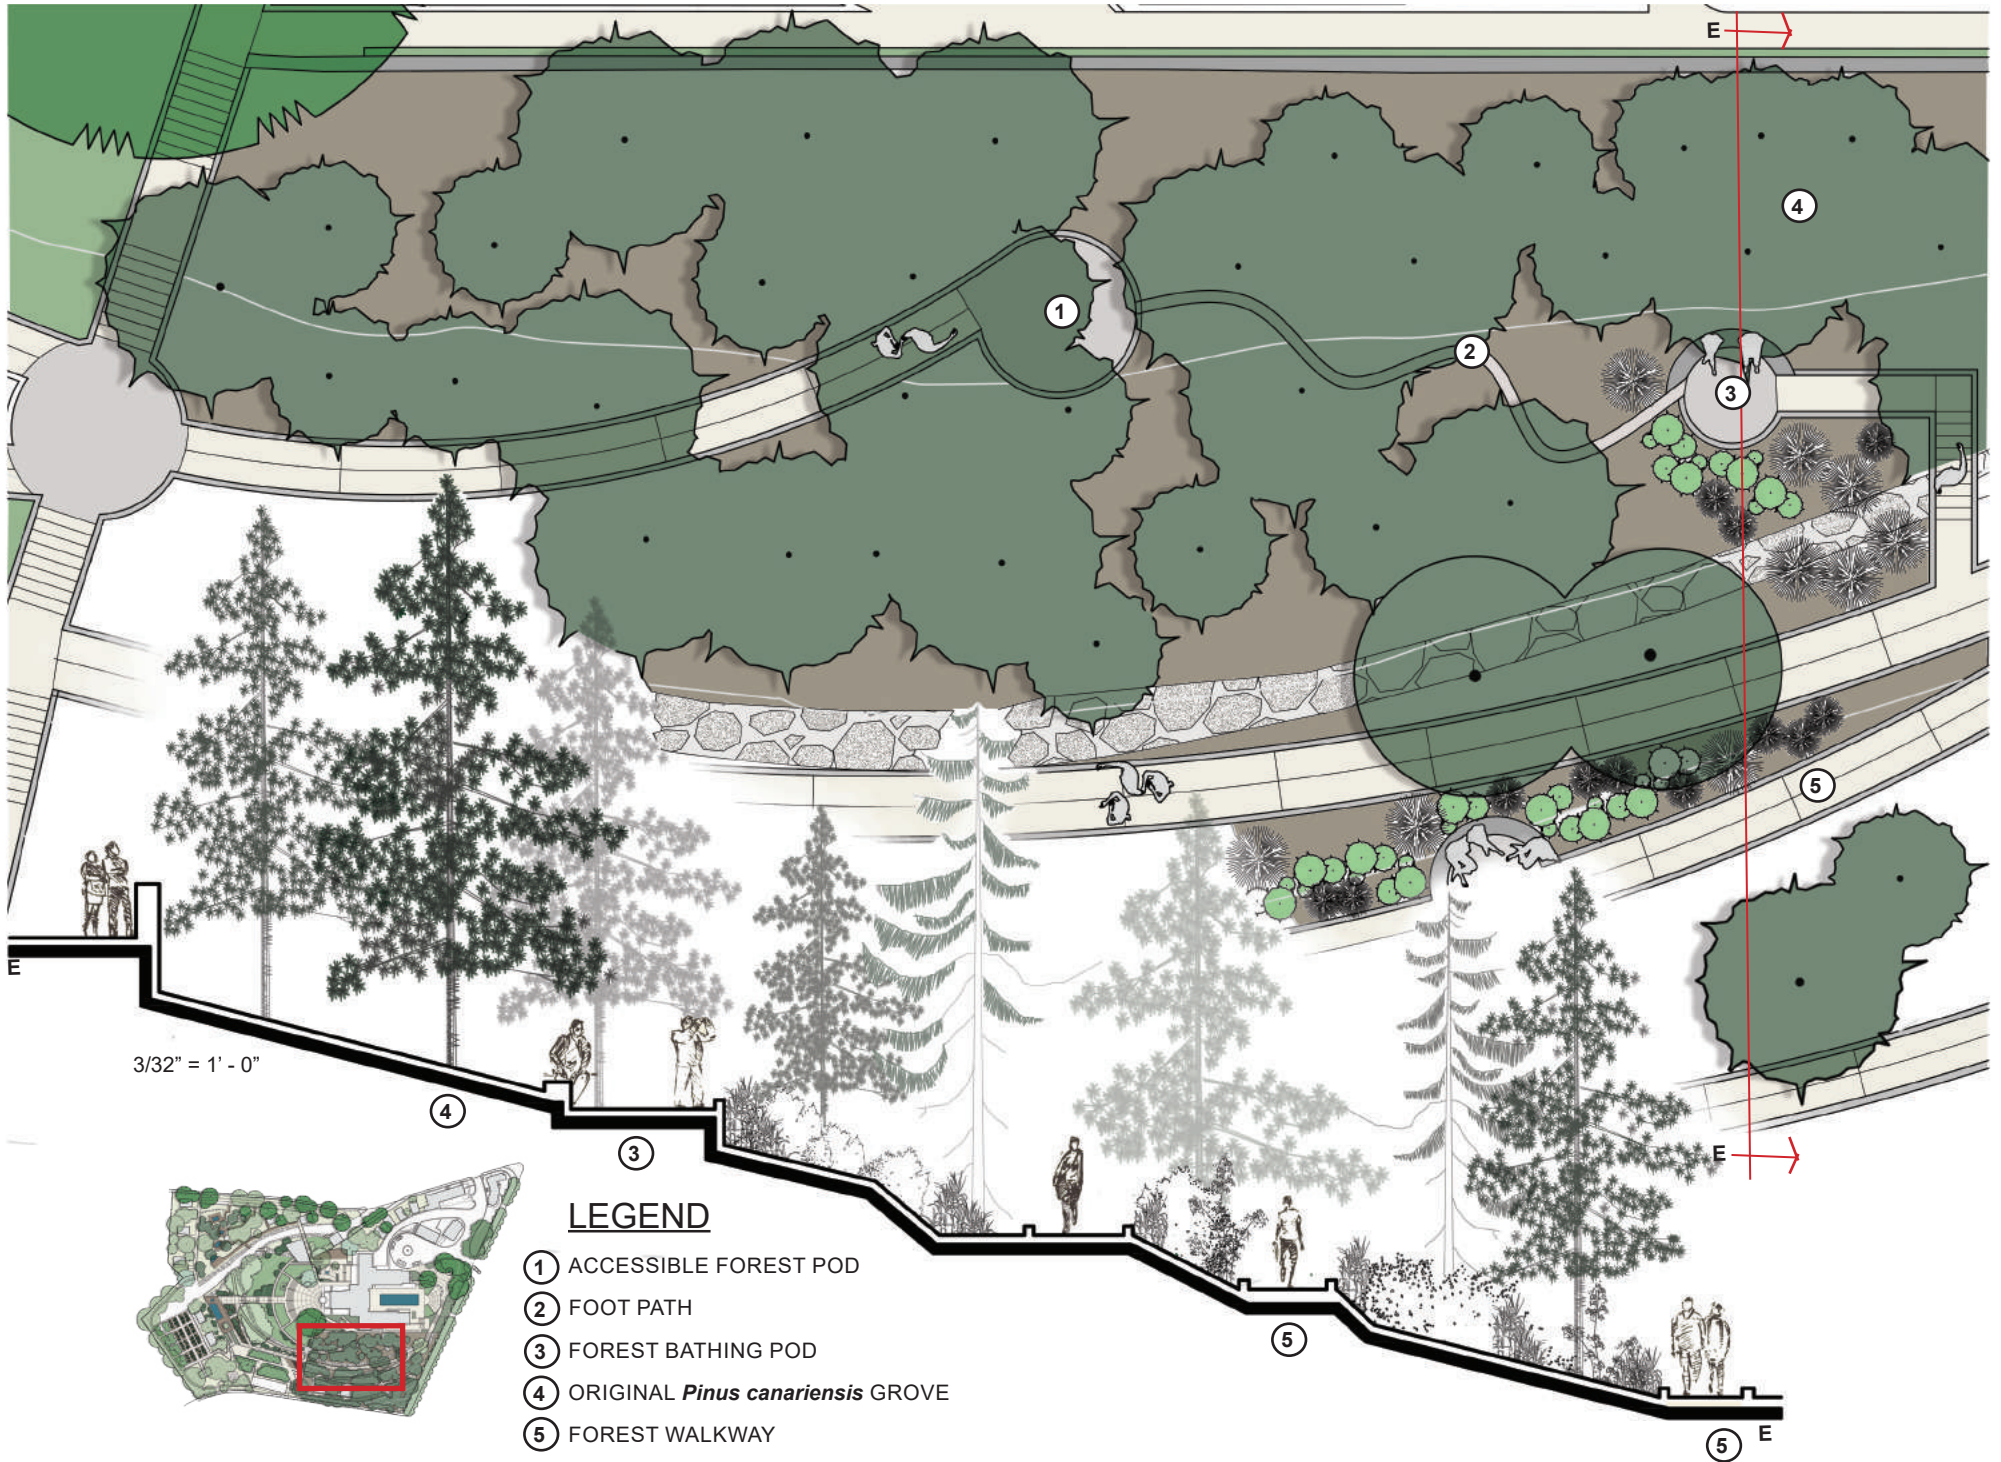 E
4
1
2
3
5
E
E
3/32” = 1’ - 0”
4
3
5
5
E
LEGEND
1 ACCESSIBLE FOREST POD
2 FOOT PATH
3 FOREST BATHING POD
4 ORIGINAL Pinus canariensis GROVE
5 FOREST WALKWAY